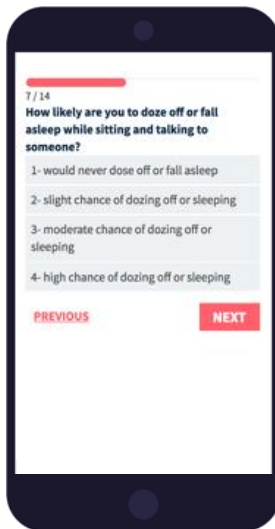 7 / 14
How likely are you to doze off or fall
asleep while sitting and talking to
someone?
1- would never dose off or fall asleep
2- slight chance of dozing off or sleeping
3- moderate chance of dozing off or
sleeping
4- high chance of dozing off or sleeping
PREVIOUS
NEXT